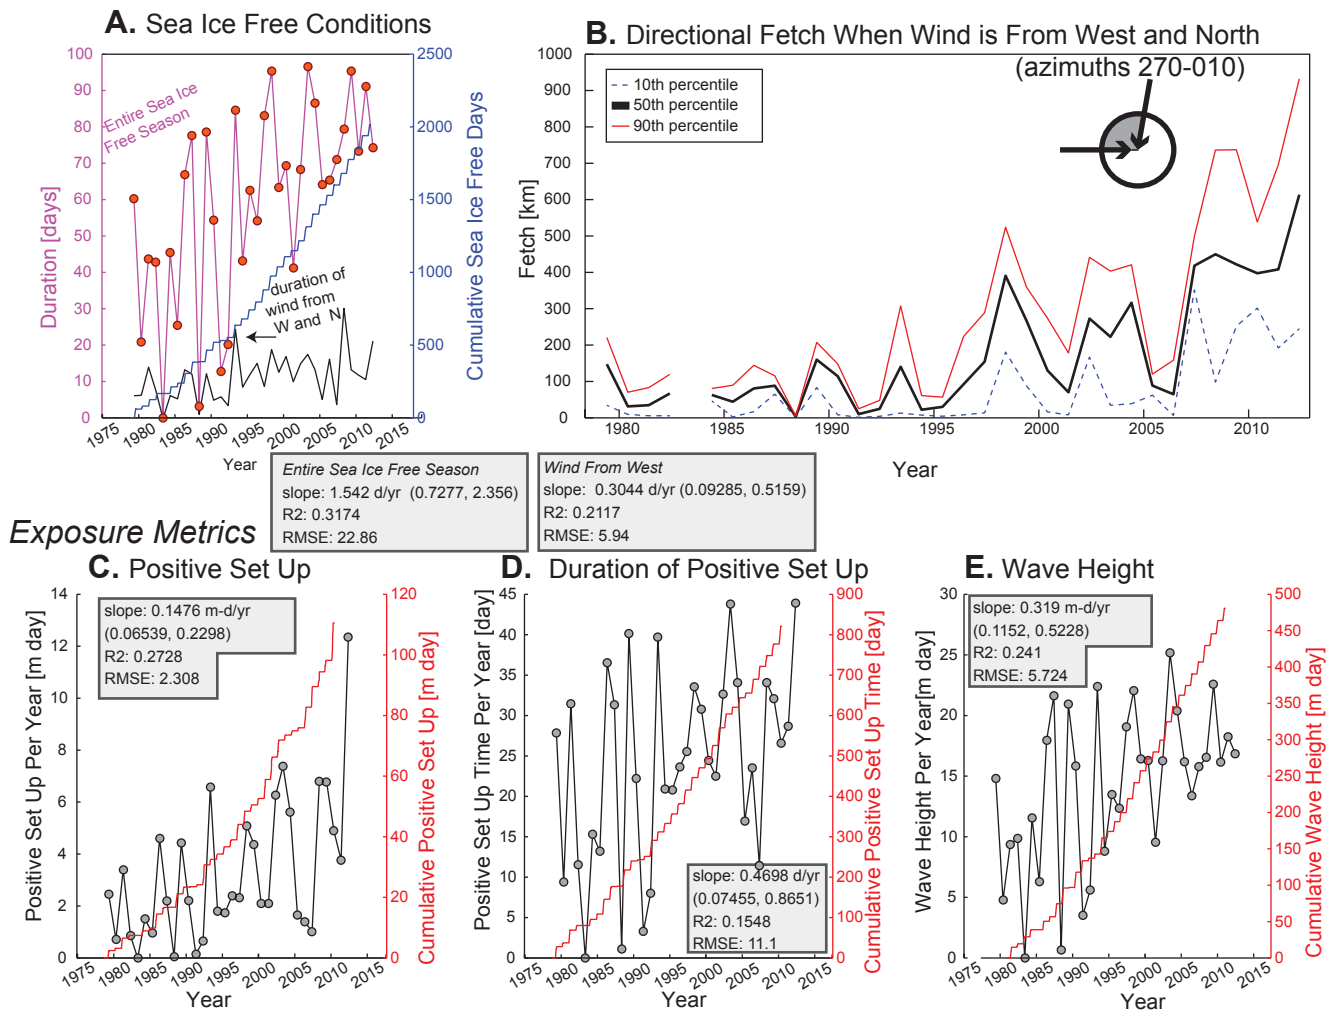 A. Sea Ice Free Conditions
100
90
80
70
60
50
40
30
20
10
0
Duration [days]
2500
2000
1500
1000
500
0
Cumulative Sea Ice Free Days
Entire Sea Ice
Free Season
duration of
wind from
W and N
1975
1980
1985
1990
1995
2000
2005
2010
2015
Year
B. Directional Fetch When Wind is From West and North
(azimuths 270-010)
10th percentile
50th percentile
90th percentile
1000
900
800
700
600
500
400
300
200
100
0
Fetch [km]
1980
1985
1990
1995
2000
2005
2010
Year
Entire Sea Ice Free Season
slope: 1.542 d/yr (0.7277, 2.356)
R2: 0.3174
RMSE: 22.86
Wind From West
slope: 0.3044 d/yr (0.09285, 0.5159)
R2: 0.2117
RMSE: 5.94
Exposure Metrics
C. Positive Set Up
14
12
10
8
6
4
2
0
Positive Set Up Per Year [m day]
slope: 0.1476 m-d/yr
(0.06539, 0.2298)
R2: 0.2728
RMSE: 2.308
120
100
80
60
40
20
0
Cumulative Positive Set Up [m day]
1975
1980
1985
1990
1995
2000
2005
2010
2015
Year
D. Duration of Positive Set Up
45
40
35
30
25
20
15
10
5
0
Positive Set Up Time Per Year [day]
900
800
700
600
500
400
300
200
100
0
Cumulative Positive Set Up Time [day]
slope: 0.4698 d/yr
(0.07455, 0.8651)
R2: 0.1548
RMSE: 11.1
1975
1980
1985
1990
1995
2000
2005
2010
2015
Year
E. Wave Height
30
25
20
15
10
5
0
Wave Height Per Year[m day]
slope: 0.319 m-d/yr
(0.1152, 0.5228)
R2: 0.241
RMSE: 5.724
500
450
400
350
300
250
200
150
100
50
0
Cumulative Wave Height [m day]
1975
1980
1985
1990
1995
2000
2005
2010
2015
Year